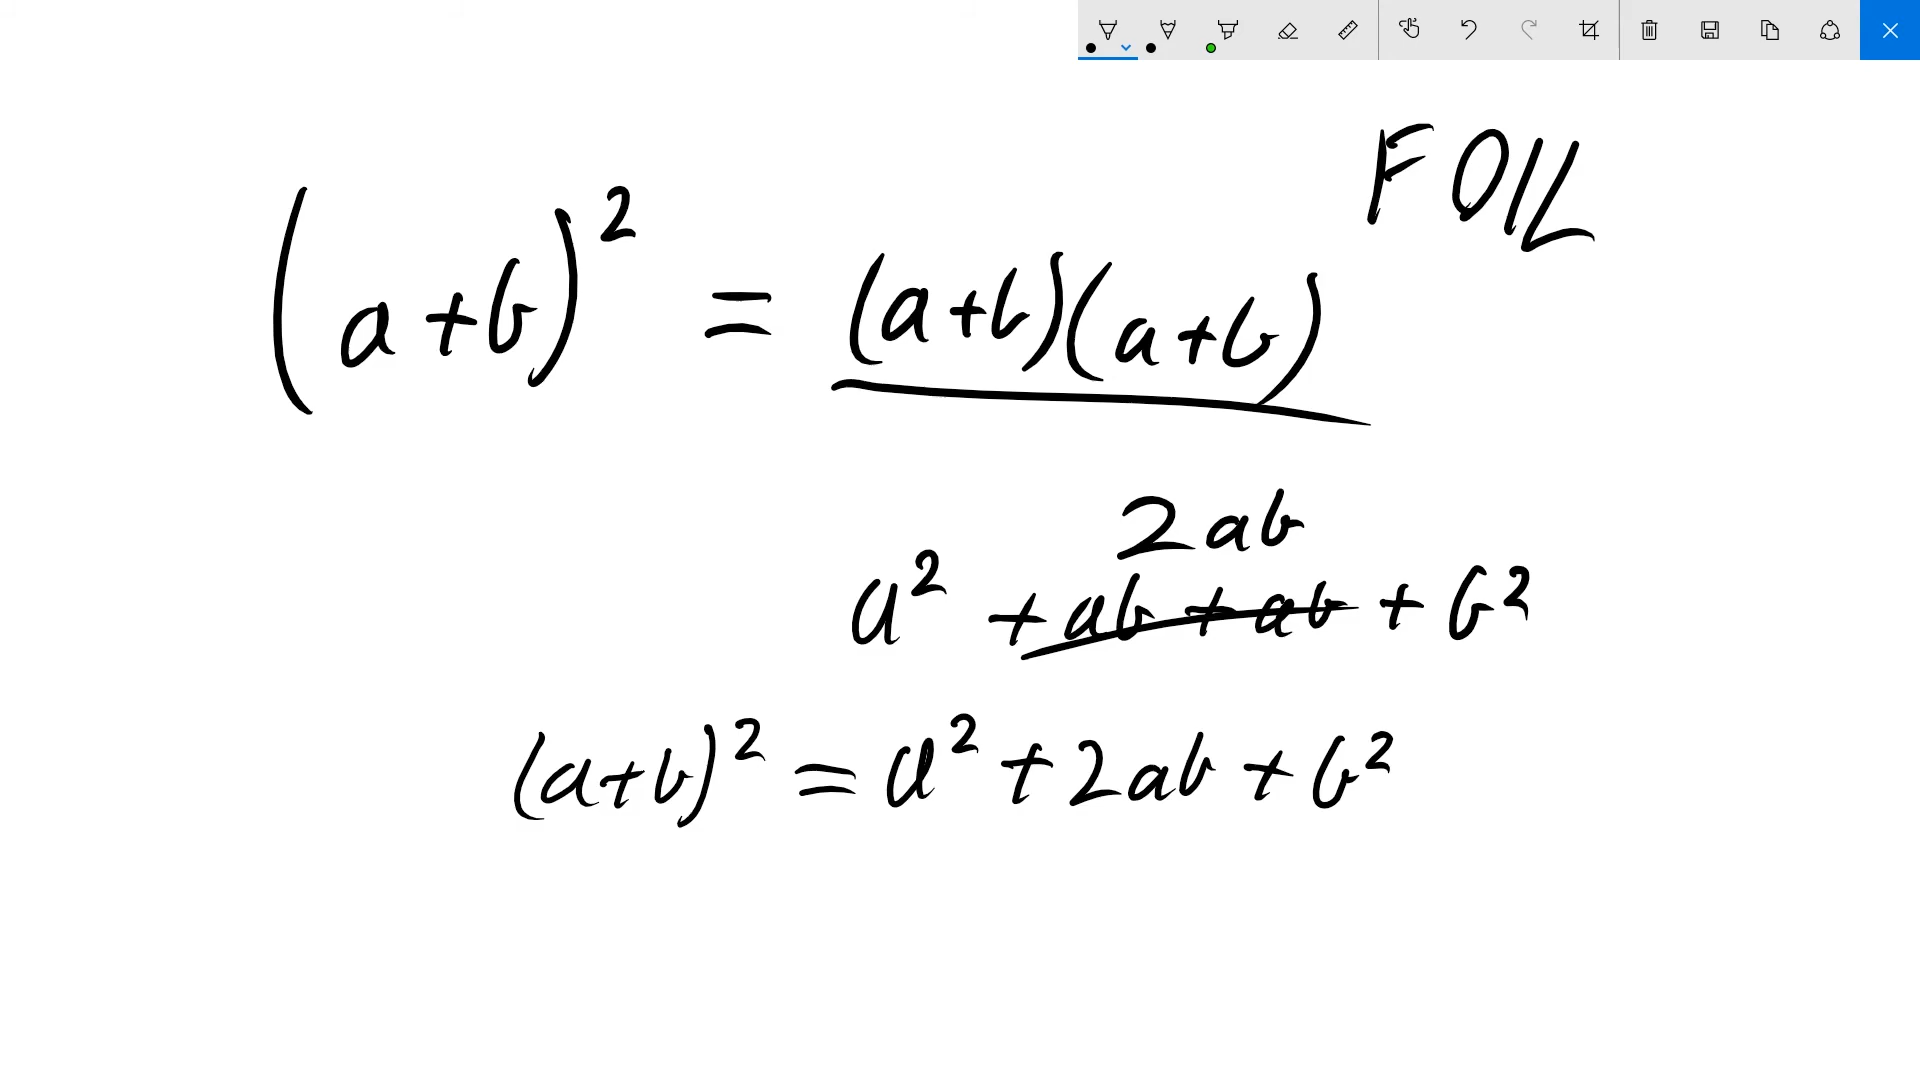 FOIL
(a+b)² = (a+b)(a+b)
2ab
a² + ab + ab + b²
(a+b)² = a² + 2ab + b²